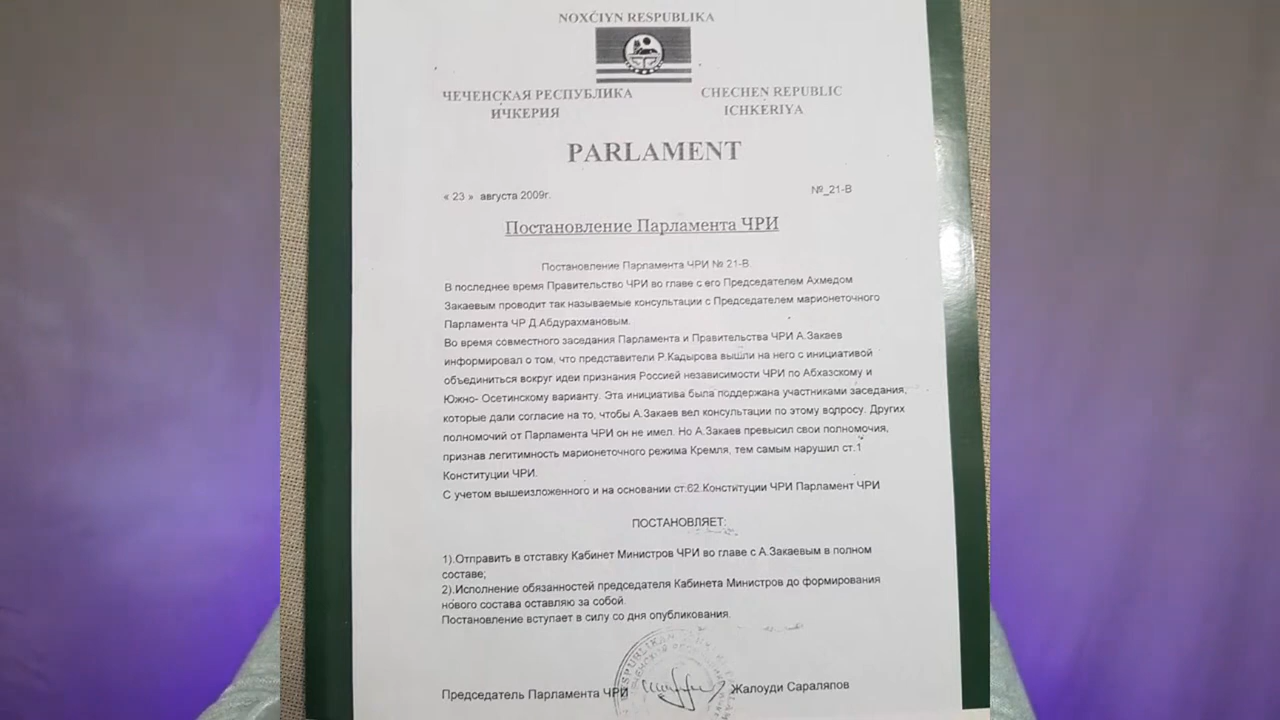 NOXÇIYN RESPUBLIKA
ЧЕЧЕНСКАЯ РЕСПУБЛИКА
ИЧКЕРИЯ
CHECHEN REPUBLIC
ICHKERIYA
PARLAMENT
« 23 » августа 2009г.
№_21-В
Постановление Парламента ЧРИ
Постановление Парламента ЧРИ № 21-В
В последнее время Правительство ЧРИ во главе с его Председателем Ахмедом
Закаевым проводит так называемые консультации с Председателем марионеточного
Парламента ЧР Д.Абдурахмановым.
Во время совместного заседания Парламента и Правительства ЧРИ А.Закаев
информировал о том, что представители Р.Кадырова вышли на него с инициативой
объединиться вокруг идеи признания Россией независимости ЧРИ по Абхазскому и
Южно- Осетинскому варианту. Эта инициатива была поддержана участниками заседания,
которые дали согласие на то, чтобы А.Закаев вел консультации по этому вопросу. Других
полномочий от Парламента ЧРИ он не имел. Но А.Закаев превысил свои полномочия,
признав легитимность марионеточного режима Кремля, тем самым нарушил ст.1
Конституции ЧРИ.
С учетом вышеизложенного и на основании ст.62.Конституции ЧРИ Парламент ЧРИ
ПОСТАНОВЛЯЕТ:
1).Отправить в отставку Кабинет Министров ЧРИ во главе с А.Закаевым в полном
составе;
2).Исполнение обязанностей председателя Кабинета Министров до формирования
нового состава оставляю за собой.
Постановление вступает в силу со дня опубликования.
Председатель Парламента ЧРИ
Жалоуди Сараляпов